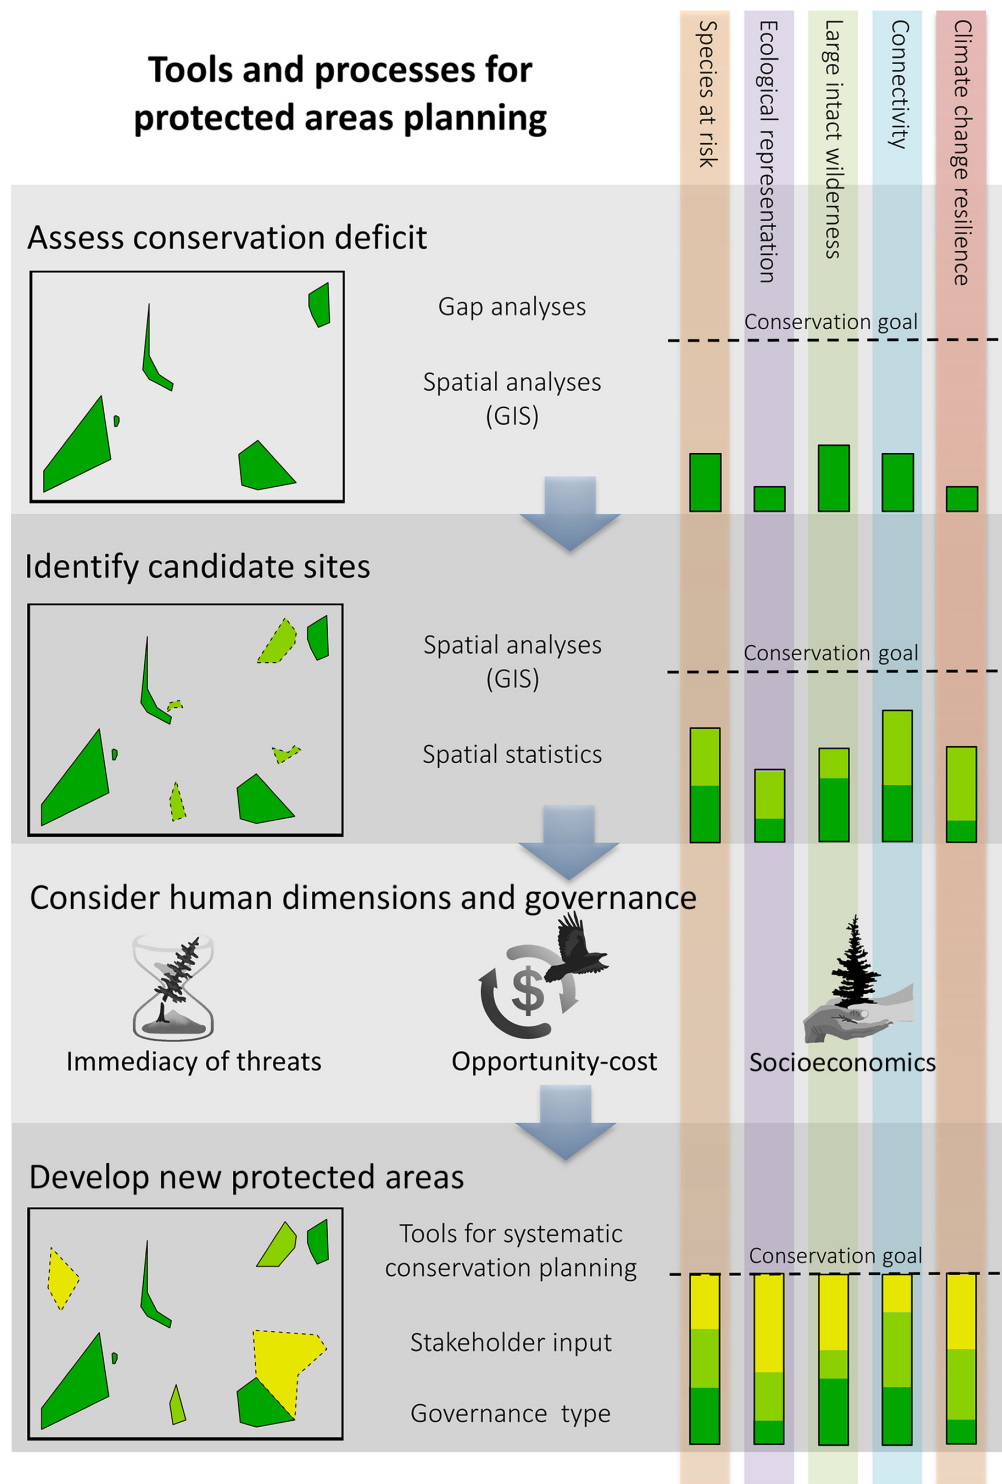 Tools and processes for
protected areas planning
Species at risk
Ecological representation
Large intact wilderness
Connectivity
Climate change resilience
Assess conservation deficit
Gap analyses
Spatial analyses
(GIS)
Conservation goal
Identify candidate sites
Spatial analyses
(GIS)
Spatial statistics
Conservation goal
Consider human dimensions and governance
$
Immediacy of threats
Opportunity-cost
Socioeconomics
Develop new protected areas
Tools for systematic
conservation planning
Stakeholder input
Governance type
Conservation goal